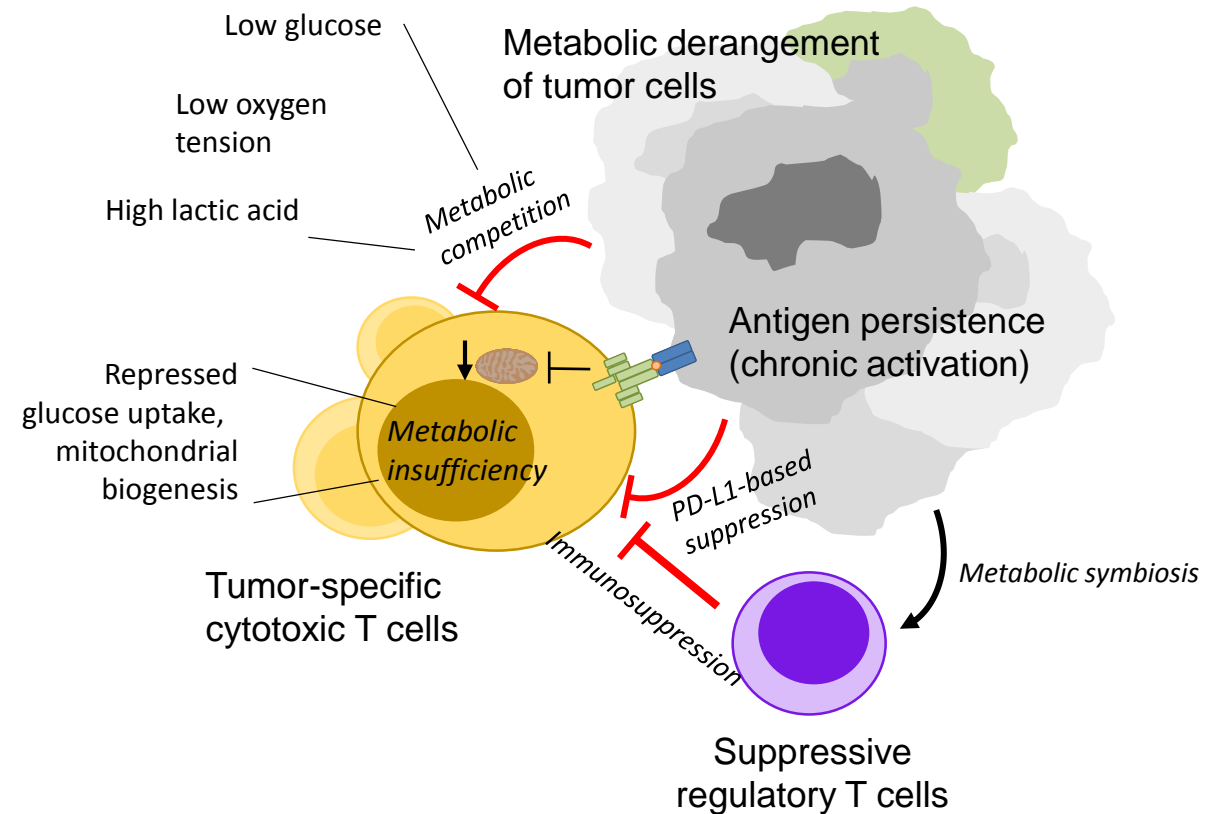 Low glucose
Metabolic derangement
of tumor cells
Low oxygen
tension
High lactic acid
Metabolic
competition
Antigen persistence
(chronic activation)
Repressed
glucose uptake,
mitochondrial
biogenesis
Metabolic
insufficiency
PD-L1-based
suppression
Immunosuppression
Metabolic symbiosis
Tumor-specific
cytotoxic T cells
Suppressive
regulatory T cells